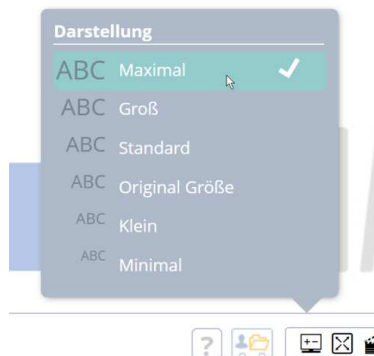 Darstellung
ABC Maximal
ABC Groß
ABC Standard
ABC Original Größe
ABC Klein
ABC Minimal
?